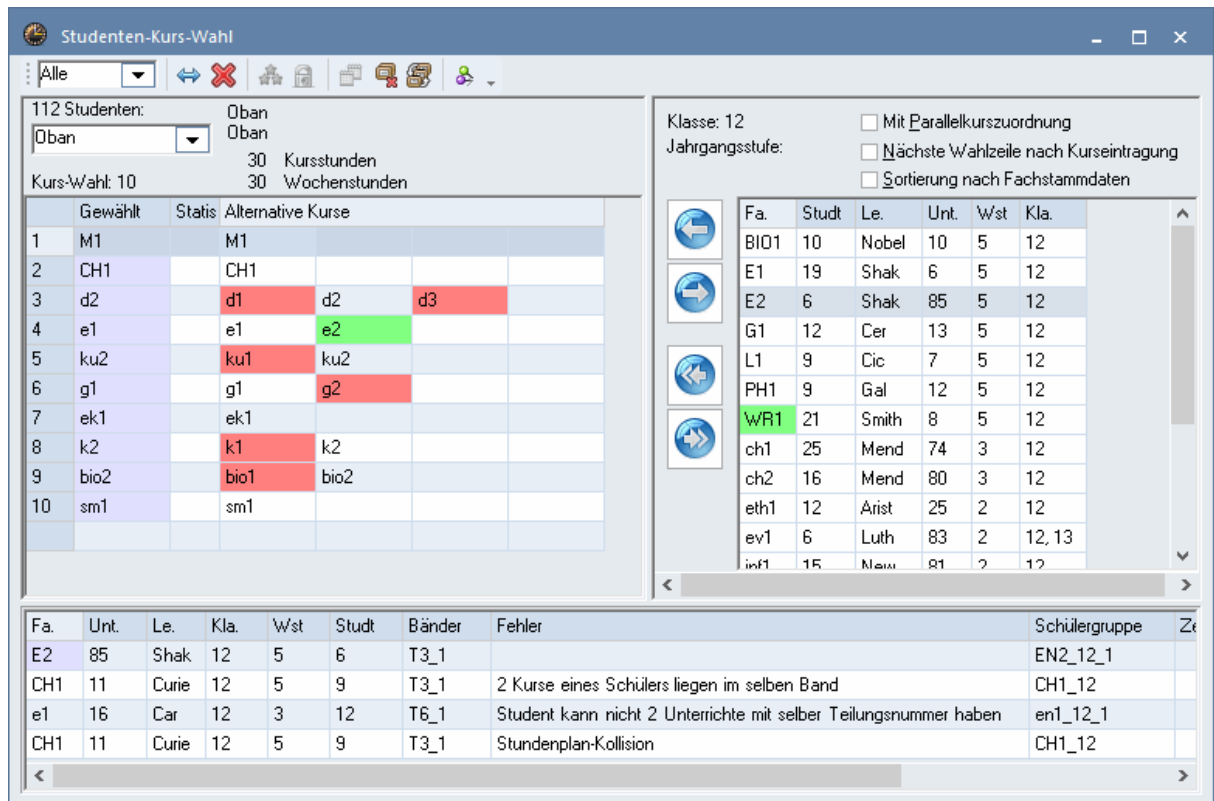 Studenten-Kurs-Wahl
Alle
112 Studenten:
Oban
Oban
Oban
30 Kursstunden
Kurs-Wahl: 10
30 Wochenstunden
Gewählt Statis Alternative Kurse
1 M1 M1
2 CH1 CH1
3 d2 d1 d2 d3
4 e1 e1 e2
5 ku2 ku1 ku2
6 g1 g1 g2
7 ek1 ek1
8 k2 k1 k2
9 bio2 bio1 bio2
10 sm1 sm1
Klasse: 12
Jahrgangsstufe:
Mit Parallelkurszuordnung
Nächste Wahlzeile nach Kurseintragung
Sortierung nach Fachstammdaten
Fa. Studt Le. Unt. Wst Kla.
BIO1 10 Nobel 10 5 12
E1 19 Shak 6 5 12
E2 6 Shak 85 5 12
G1 12 Cer 13 5 12
L1 9 Cic 7 5 12
PH1 9 Gal 12 5 12
WR1 21 Smith 8 5 12
ch1 25 Mend 74 3 12
ch2 16 Mend 80 3 12
eth1 12 Arist 25 2 12
ev1 6 Luth 83 2 12, 13
inf1 15 New 81 2 12
Fa. Unt. Le. Kla. Wst Studt Bänder Fehler Schülergruppe Ze
E2 85 Shak 12 5 6 T3_1 EN2_12_1
CH1 11 Curie 12 5 9 T3_1 2 Kurse eines Schülers liegen im selben Band CH1_12
e1 16 Car 12 3 12 T6_1 Student kann nicht 2 Unterrichte mit selber Teilungsnummer haben en1_12_1
CH1 11 Curie 12 5 9 T3_1 Stundenplan-Kollision CH1_12